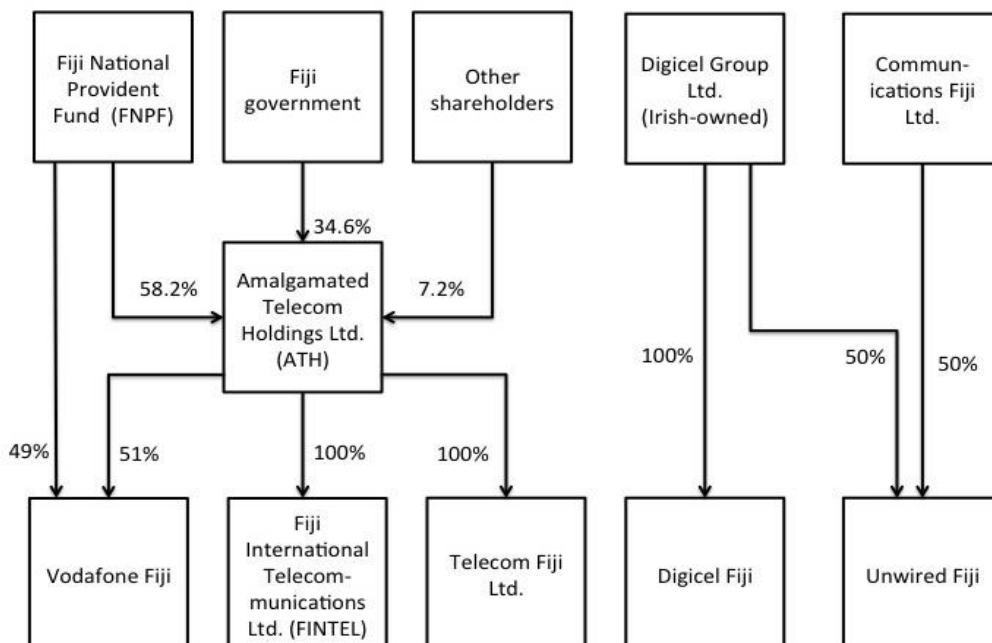 Fiji National
Provident
Fund (FNPF)
Fiji
government
Other
shareholders
Digicel Group
Ltd.
(Irish-owned)
Commun-
ications Fiji
Ltd.
34.6%
58.2%
Amalgamated
Telecom
Holdings Ltd.
(ATH)
7.2%
100%
50%
50%
49%
51%
100%
100%
Vodafone Fiji
Fiji
International
Telecom-
munications
Ltd. (FINTEL)
Telecom Fiji
Ltd.
Digicel Fiji
Unwired Fiji